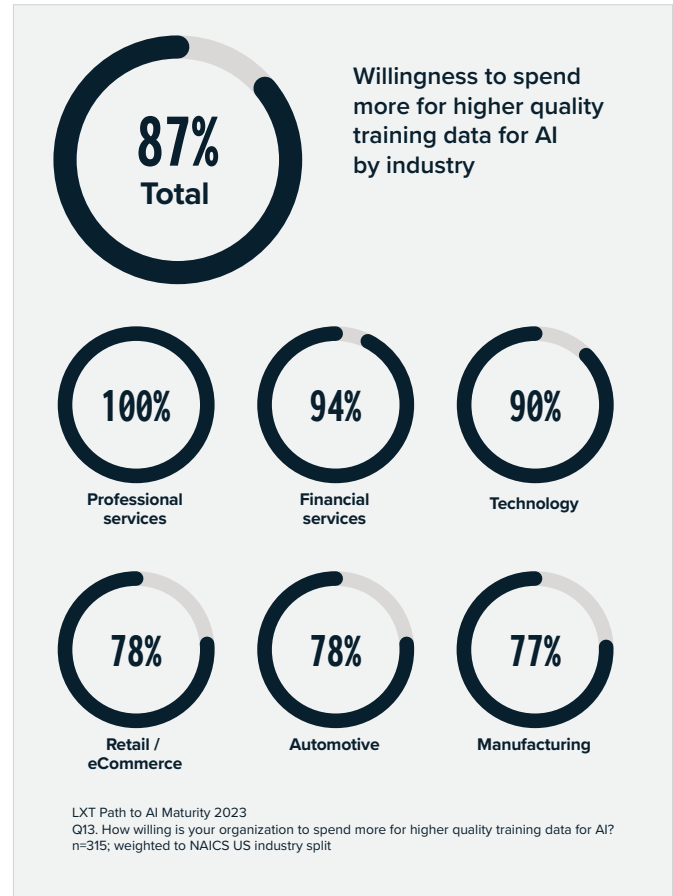 87%
Total
Willingness to spend
more for higher quality
training data for AI
by industry
100%
Professional
services
94%
Financial
services
90%
Technology
78%
Retail /
eCommerce
78%
Automotive
77%
Manufacturing
LXT Path to AI Maturity 2023
Q13. How willing is your organization to spend more for higher quality training data for AI?
n=315; weighted to NAICS US industry split